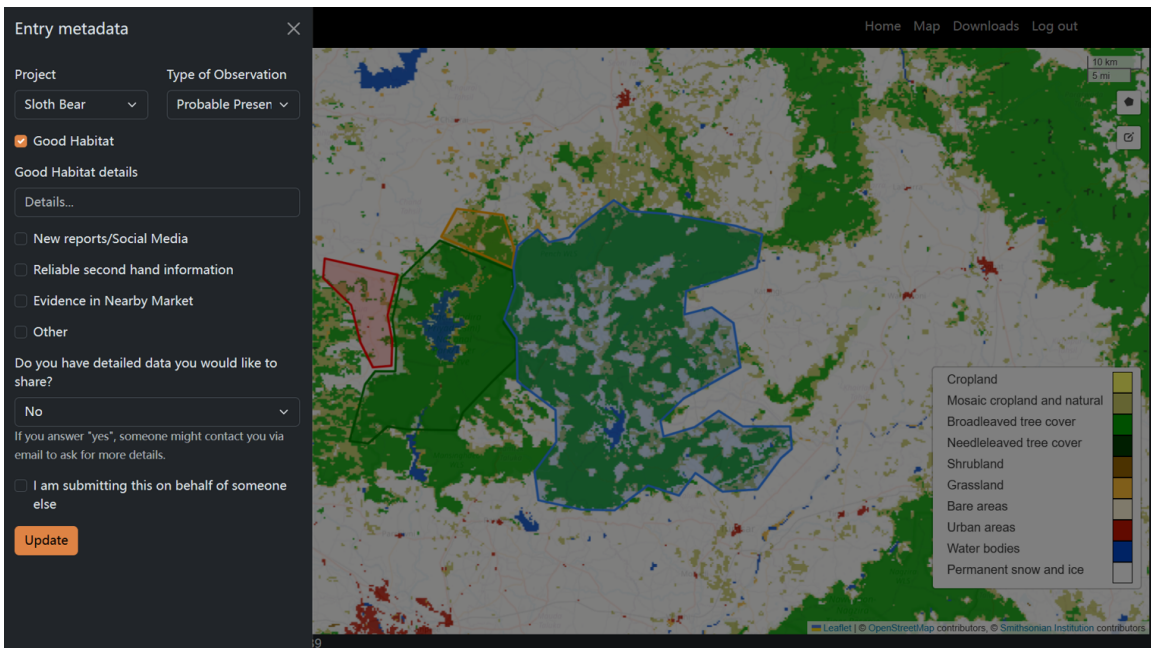 Entry metadata
Home Map Downloads Log out
Project
Type of Observation
Sloth Bear
Probable Presen
Good Habitat
Good Habitat details
Details...
New reports/Social Media
Reliable second hand information
Evidence in Nearby Market
Other
Do you have detailed data you would like to
share?
No
If you answer "yes", someone might contact you via
email to ask for more details.
I am submitting this on behalf of someone
else
Update
10 km
5 mi
Cropland
Mosaic cropland and natural
Broadleaved tree cover
Needleleaved tree cover
Shrubland
Grassland
Bare areas
Urban areas
Water bodies
Permanent snow and ice
Leaflet | © OpenStreetMap contributors, © Smithsonian Institution contributors
39